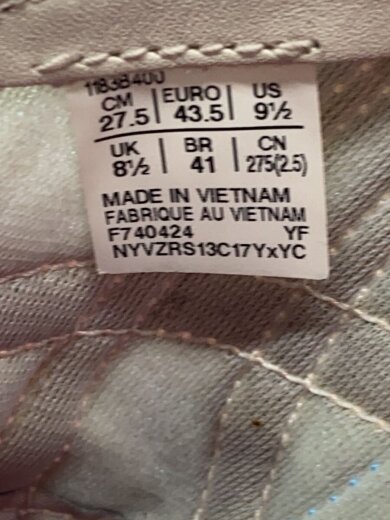 1183B400
CM | EURO | US
27.5 | 43.5 | 9½
UK | BR | CN
8½ | 41 | 275(2.5)
MADE IN VIETNAM
FABRIQUE AU VIETNAM
F740424 YF
NYVZRS13C17YxYC